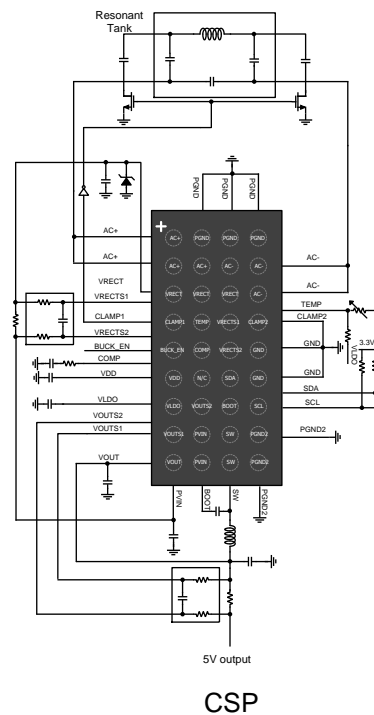 Resonant
Tank
PGND
PGND
PGND
AC+
AC+
VRECT
VRECTS1
CLAMP1
VRECTS2
BUCK_EN
COMP
VDD
VLDO
VOUTS2
VOUTS1
VOUT
AC+ PGND PGND PGND
AC+ AC+ AC- AC-
VRECT VRECT VRECT AC-
CLAMP1 TEMP VRECTS1 CLAMP2
BUCK_EN COMP VRECTS2 GND
VDD N/C SDA GND
VLDO VOUTS2 BOOT SCL
VOUTS1 PVIN SW PGND2
VOUT PVIN SW PGND2
AC-
AC-
TEMP
CLAMP2
GND
VLDO
3.3V
GND
SDA
SCL
PGND2
PVIN
BOOT
SW
PGND2
5V output
CSP